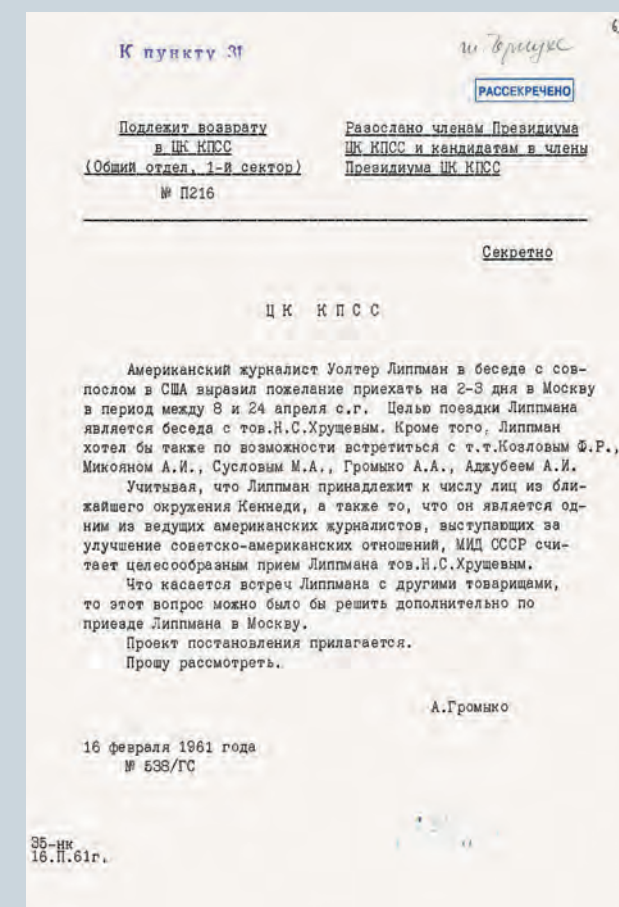 6
К пункту 31
РАССЕКРЕЧЕНО
Подлежит возврату
в ЦК КПСС
(Общий отдел, 1-й сектор)
№ П216
Разослано членам Президиума
ЦК КПСС и кандидатам в члены
Президиума ЦК КПСС
Секретно
ЦК КПСС
Американский журналист Уолтер Липпман в беседе с сов-
послом в США выразил пожелание приехать на 2-3 дня в Москву
в период между 8 и 24 апреля с.г. Целью поездки Липпмана
является беседа с тов.Н.С.Хрущевым. Кроме того, Липпман
хотел бы также по возможности встретиться с т.т.Козловым Ф.Р.,
Микояном А.И., Сусловым М.А., Громыко А.А., Аджубеем А.И.
Учитывая, что Липпман принадлежит к числу лиц из бли-
жайшего окружения Кеннеди, а также то, что он является од-
ним из ведущих американских журналистов, выступающих за
улучшение советско-американских отношений, МИД СССР счи-
тает целесообразным прием Липпмана тов.Н.С.Хрущевым.
Что касается встреч Липпмана с другими товарищами,
то этот вопрос можно было бы решить дополнительно по
приезде Липпмана в Москву.
Проект постановления прилагается.
Прошу рассмотреть.
А.Громыко
16 февраля 1961 года
№ 538/ГС
35-нк
16.П.61г.